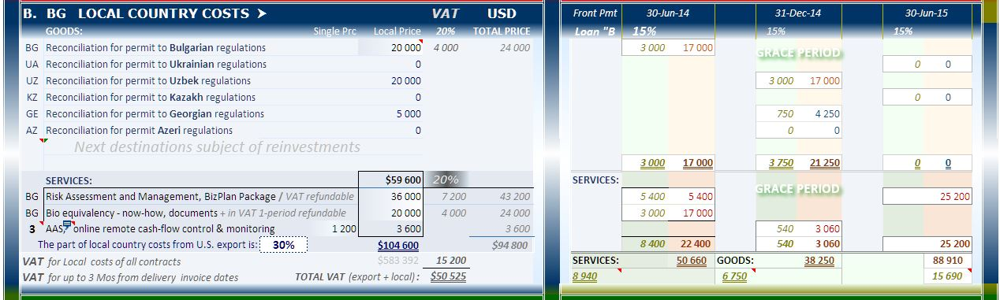 B. BG LOCAL COUNTRY COSTS ➤ VAT USD Front Pmt 30-Jun-14 31-Dec-14 30-Jun-15
GOODS: Single Prc Local Price 20% TOTAL PRICE Loan "B 15% 15% 15%
BG Reconciliation for permit to Bulgarian regulations 20 000 4 000 24 000 3 000 17 000
GRACE PERIOD
UA Reconciliation for permit to Ukrainian regulations 0 0 0
UZ Reconciliation for permit to Uzbek regulations 20 000 3 000 17 000
KZ Reconciliation for permit to Kazakh regulations 0 0 0
GE Reconciliation for permit to Georgian regulations 5 000 750 4 250
AZ Reconciliation for permit Azeri regulations 0 0 0
Next destinations subject of reinvestments
3 000 17 000 3 750 21 250 0 0
SERVICES: $59 600 20% SERVICES:
GRACE PERIOD
BG Risk Assessment and Management, BizPlan Package / VAT refundable 36 000 7 200 43 200 5 400 5 400 25 200
BG Bio equivalency - now-how, documents + in VAT 1-period refundable 20 000 4 000 24 000 3 000 17 000
3 AAS, online remote cash-flow control & monitoring 1 200 3 600 3 600 540 3 060
The part of local country costs from U.S. export is: 30% $104 600 $94 800 8 400 22 400 540 3 060 25 200
VAT for Local costs of all contracts $583 392 15 200 SERVICES: 50 660 GOODS: 38 250 88 910
VAT for up to 3 Mos from delivery invoice dates TOTAL VAT (export + local) : $50 525 8 940 6 750 15 690